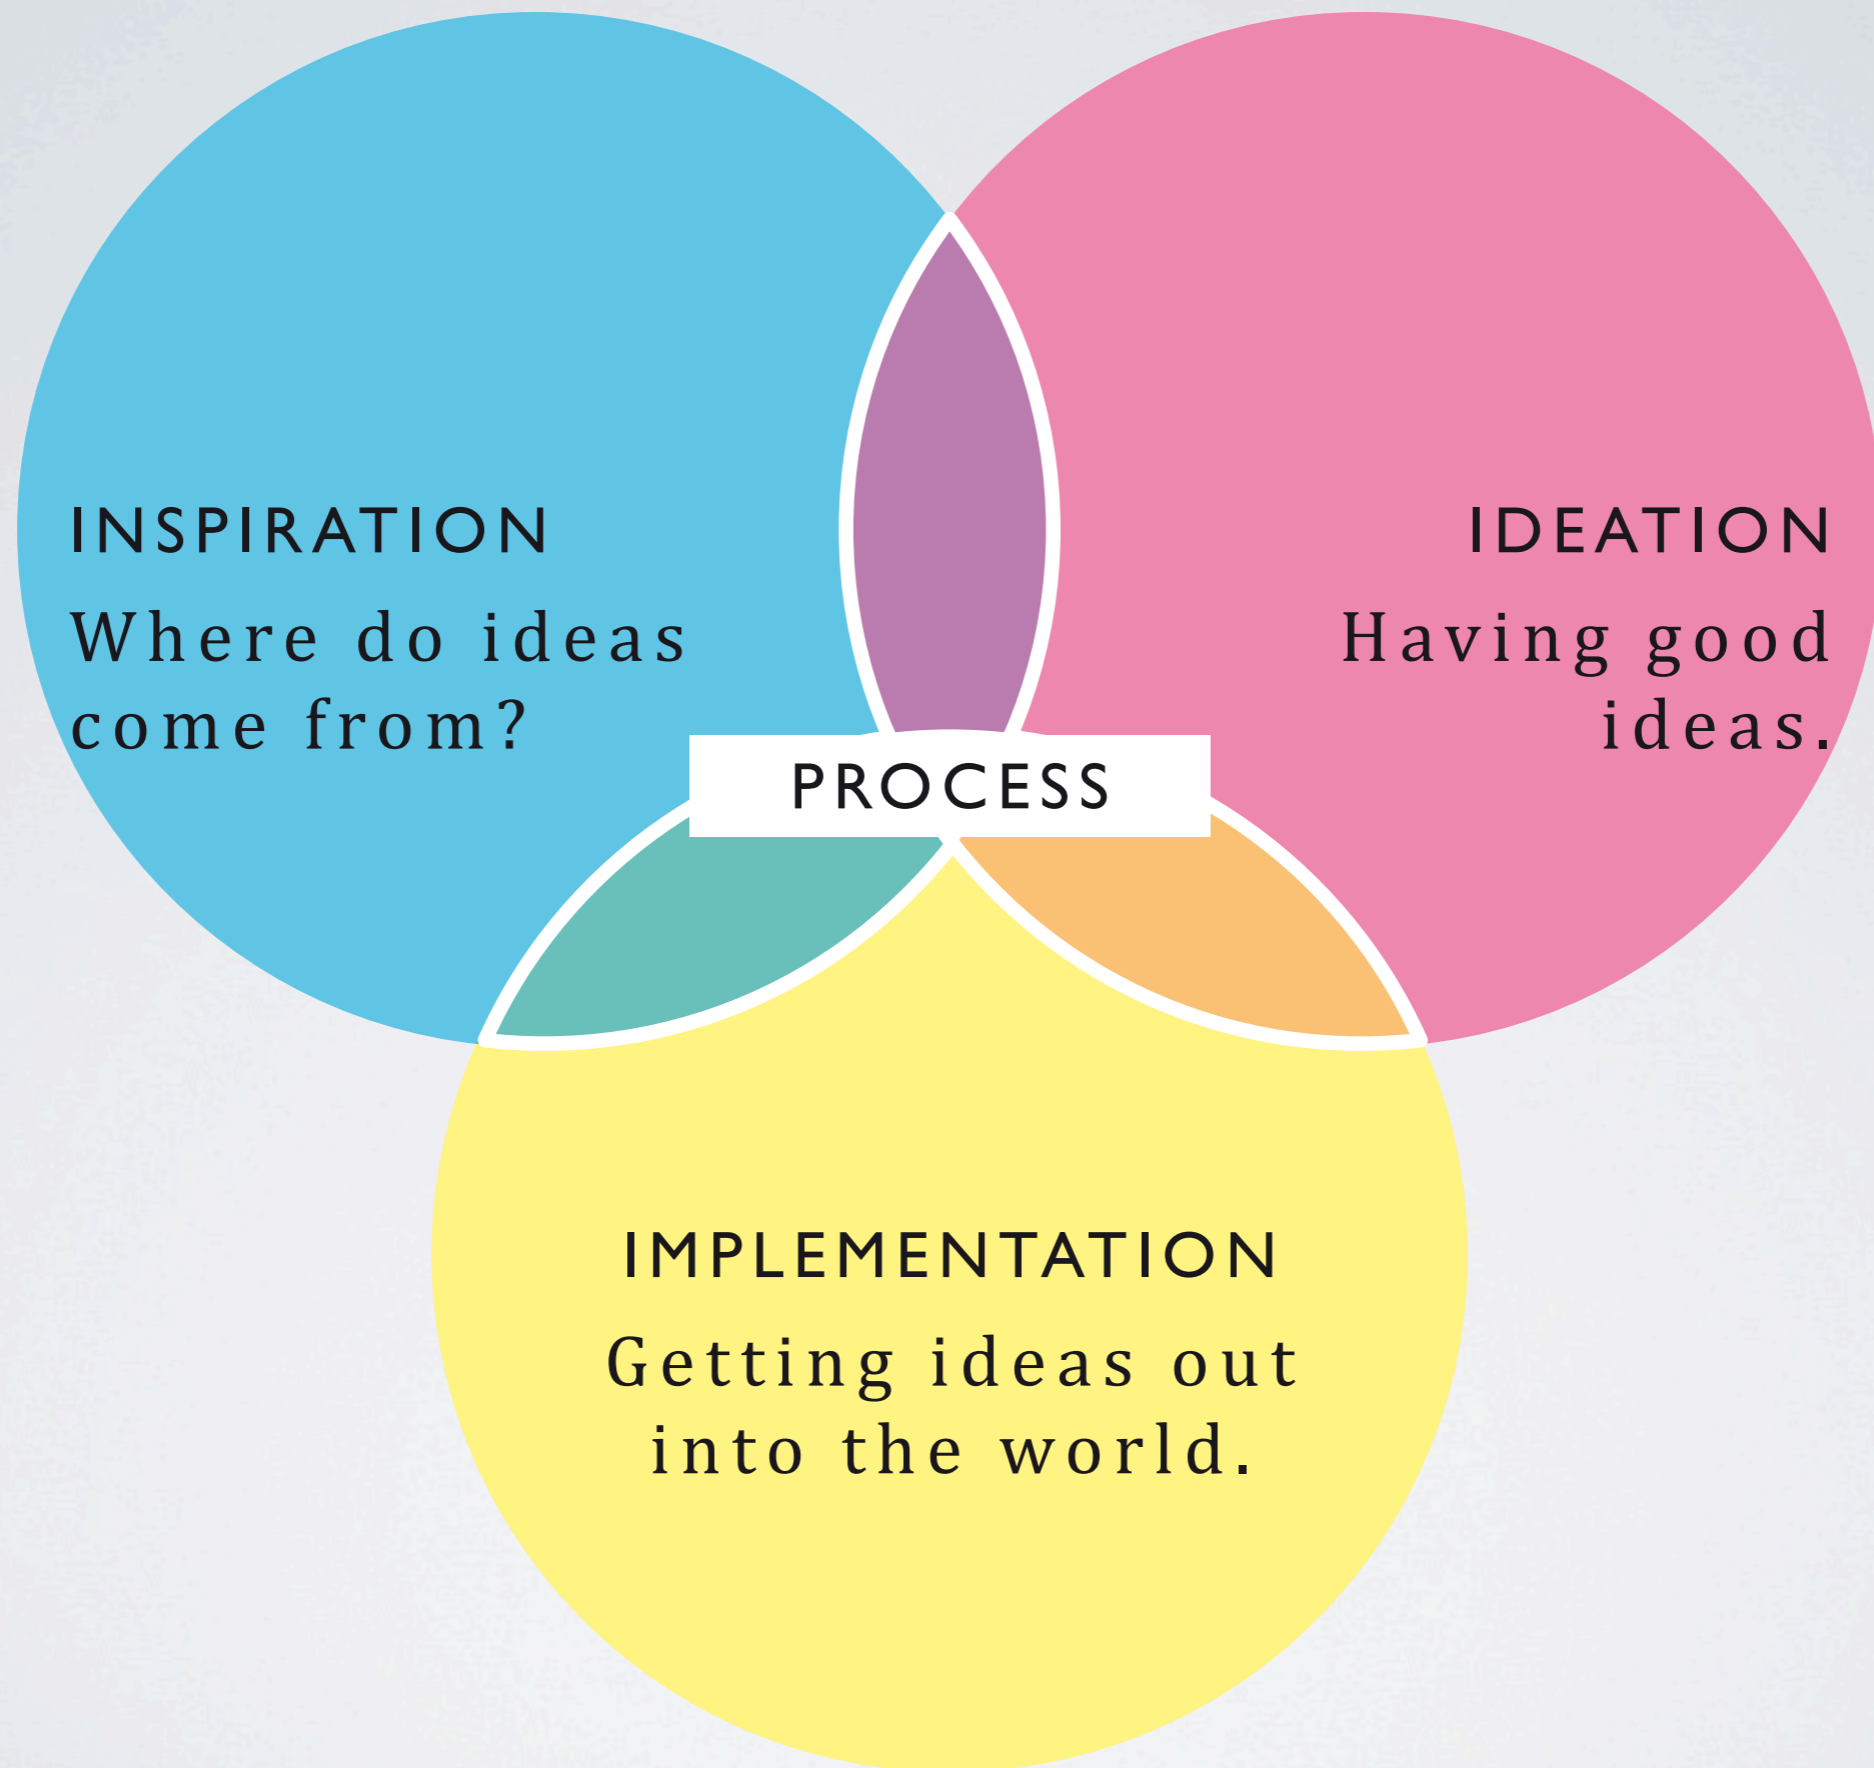 INSPIRATION
Where do ideas
come from?
IDEATION
Having good
ideas.
PROCESS
IMPLEMENTATION
Getting ideas out
into the world.